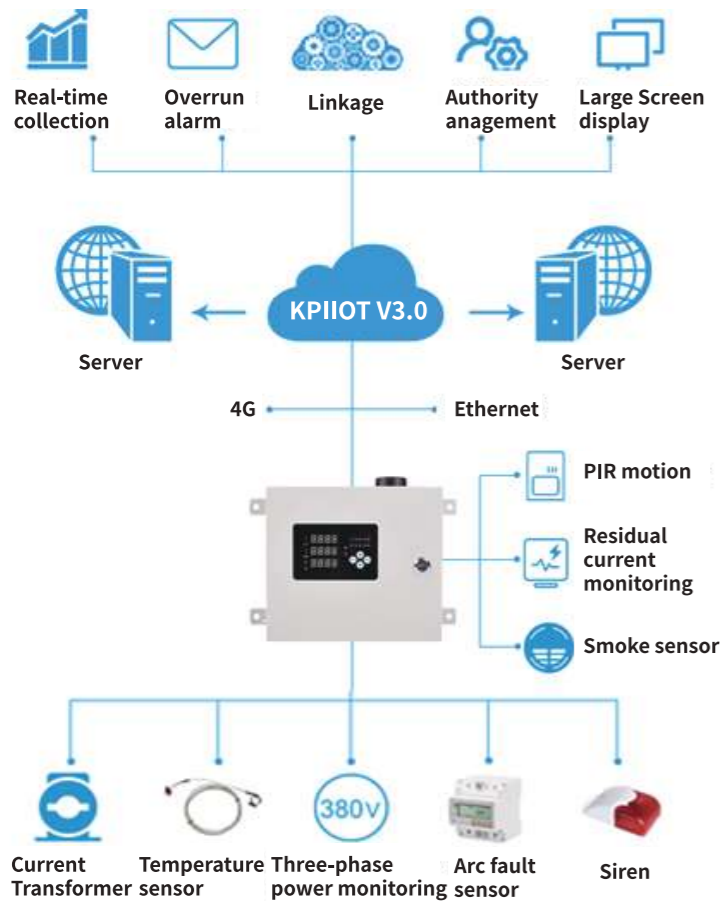 Real-time
collection
Overrun
alarm
Linkage
Authority
anagement
Large Screen
display
KPIIOT V3.0
Server
Server
4G
Ethernet
PIR motion
Residual
current
monitoring
Smoke sensor
380V
Current
Transformer
Temperature
sensor
Three-phase
power monitoring
Arc fault
sensor
Siren